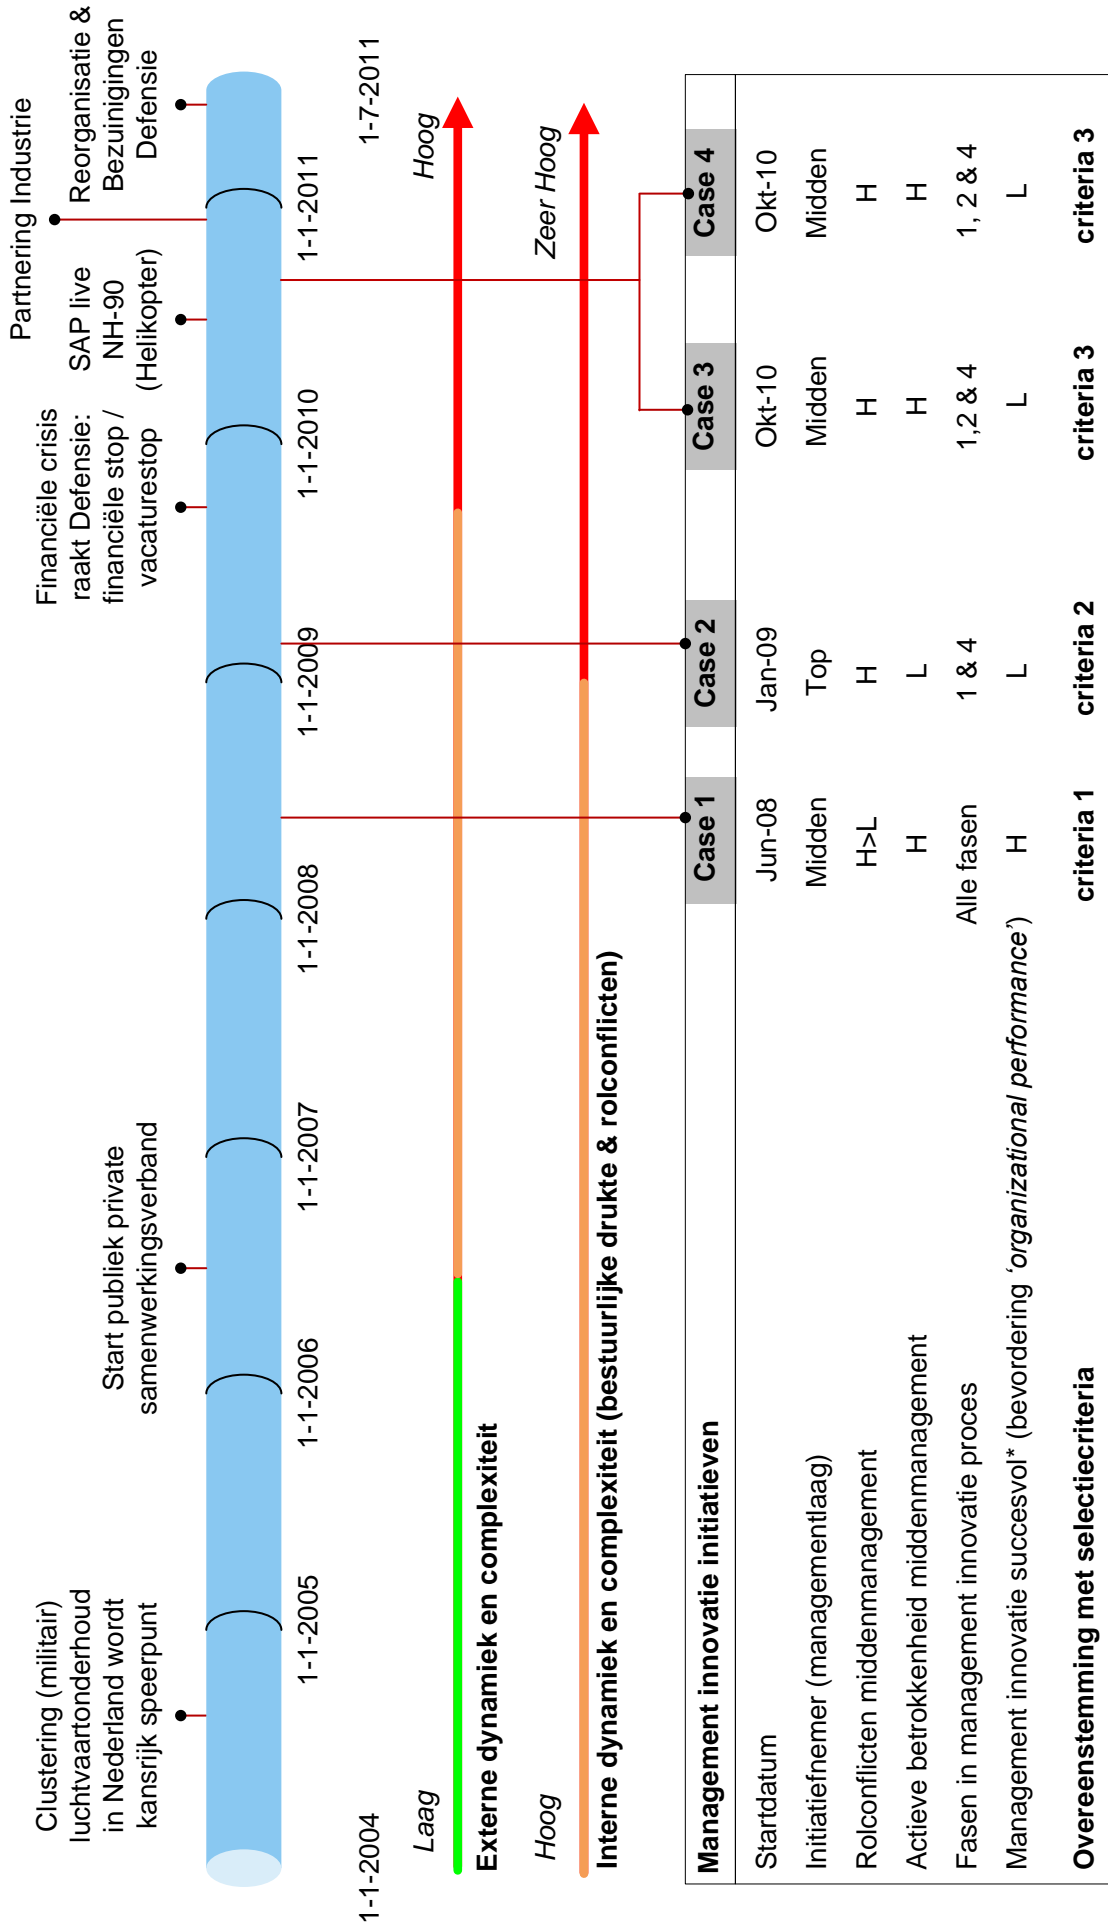 Clustering (militair)
luchtvaartonderhoud
in Nederland wordt
kansrijk speerpunt
Start publiek private
samenwerkingsverband
Financiële crisis
raakt Defensie:
financiële stop /
vacaturestop
SAP live
NH-90
(Helikopter)
Partnering Industrie
Reorganisatie &
Bezuinigingen
Defensie
1-1-2005
1-1-2006
1-1-2007
1-1-2008
1-1-2009
1-1-2010
1-1-2011
1-1-2004
1-7-2011
Laag
Hoog
Externe dynamiek en complexiteit
Hoog
Zeer Hoog
Interne dynamiek en complexiteit (bestuurlijke drukte & rolconflicten)
Management innovatie initiatieven Case 1 Case 2 Case 3 Case 4
Startdatum Jun-08 Jan-09 Okt-10 Okt-10
Initiatiefnemer (managementlaag) Midden Top Midden Midden
Rolconflicten middenmanagement H>L H H H
Actieve betrokkenheid middenmanagement H L H H
Fasen in management innovatie proces Alle fasen 1 & 4 1,2 & 4 1, 2 & 4
Management innovatie succesvol* (bevordering ‘organizational performance’) H L L L
Overeenstemming met selectiecriteria criteria 1 criteria 2 criteria 3 criteria 3